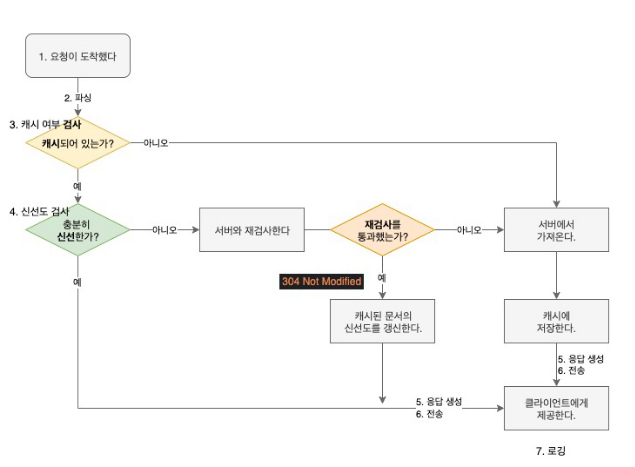 1. 요청이 도착했다
2. 파싱
3. 캐시 여부 검사
캐시되어 있는가?
아니오
예
4. 신선도 검사
충분히
신선한가?
아니오
서버와 재검사한다
재검사를
통과했는가?
아니오
서버에서
가져온다.
예
304 Not Modified
예
캐시된 문서의
신선도를 갱신한다.
캐시에
저장한다.
5. 응답 생성
6. 전송
5. 응답 생성
6. 전송
클라이언트에게
제공한다.
7. 로깅